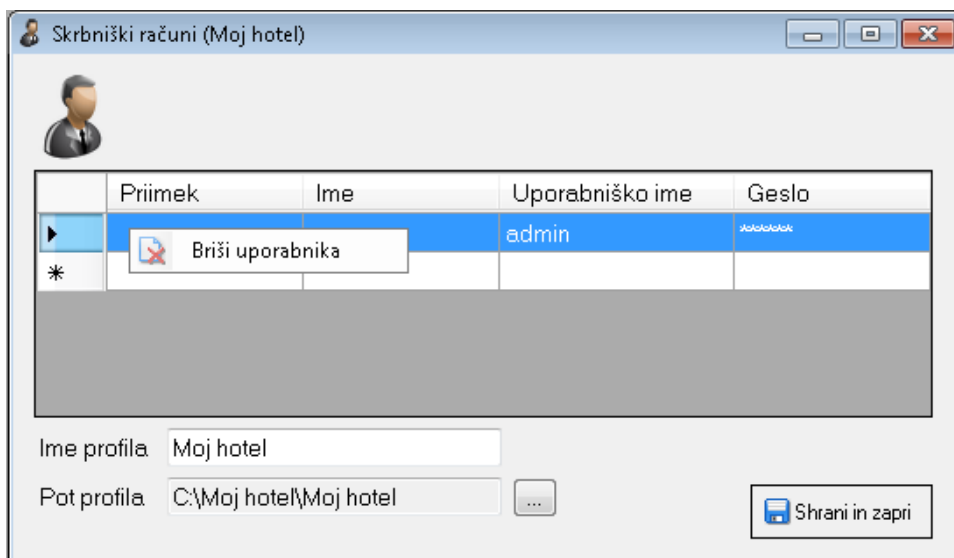 Skrbniški računi (Moj hotel)
Priimek Ime Uporabniško ime Geslo
admin *******
Briši uporabnika
Ime profila Moj hotel
Pot profila C:\Moj hotel\Moj hotel ...
Shrani in zapri